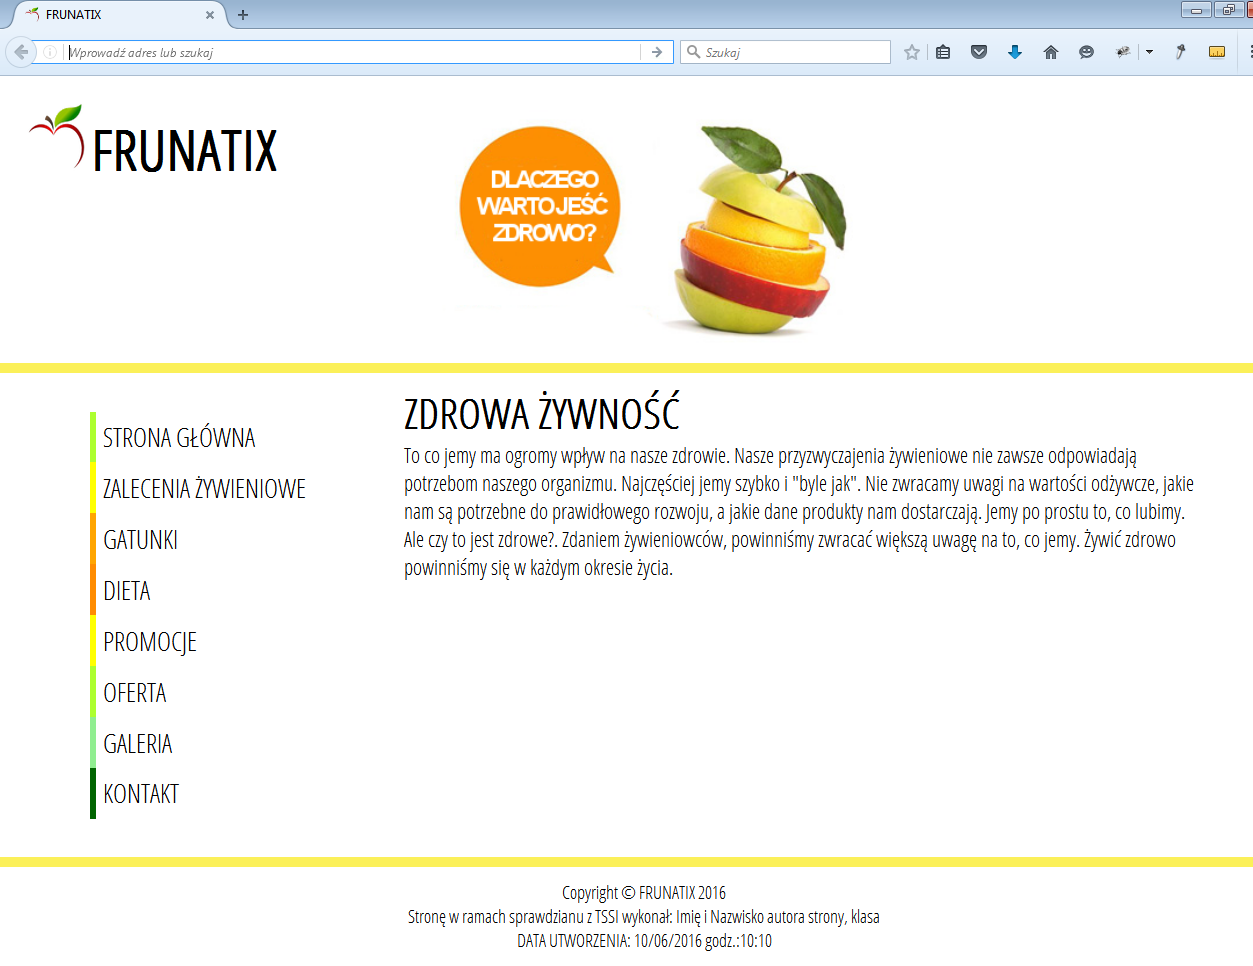 FRUNATIX
Wprowadź adres lub szukaj
Szukaj
FRUNATIX
DLACZEGO
WARTO JEŚĆ
ZDROWO?
STRONA GŁÓWNA
ZALECENIA ŻYWIENIOWE
GATUNKI
DIETA
PROMOCJE
OFERTA
GALERIA
KONTAKT
ZDROWA ŻYWNOŚĆ
To co jemy ma ogromy wpływ na nasze zdrowie. Nasze przyzwyczajenia żywieniowe nie zawsze odpowiadają
potrzebom naszego organizmu. Najczęściej jemy szybko i "byle jak". Nie zwracamy uwagi na wartości odżywcze, jakie
nam są potrzebne do prawidłowego rozwoju, a jakie dane produkty nam dostarczają. Jemy po prostu to, co lubimy.
Ale czy to jest zdrowe?. Zdaniem żywieniowców, powinniśmy zwracać większą uwagę na to, co jemy. Żywić zdrowo
powinniśmy się w każdym okresie życia.
Copyright © FRUNATIX 2016
Stronę w ramach sprawdzianu z TSSI wykonał: Imię i Nazwisko autora strony, klasa
DATA UTWORZENIA: 10/06/2016 godz.:10:10